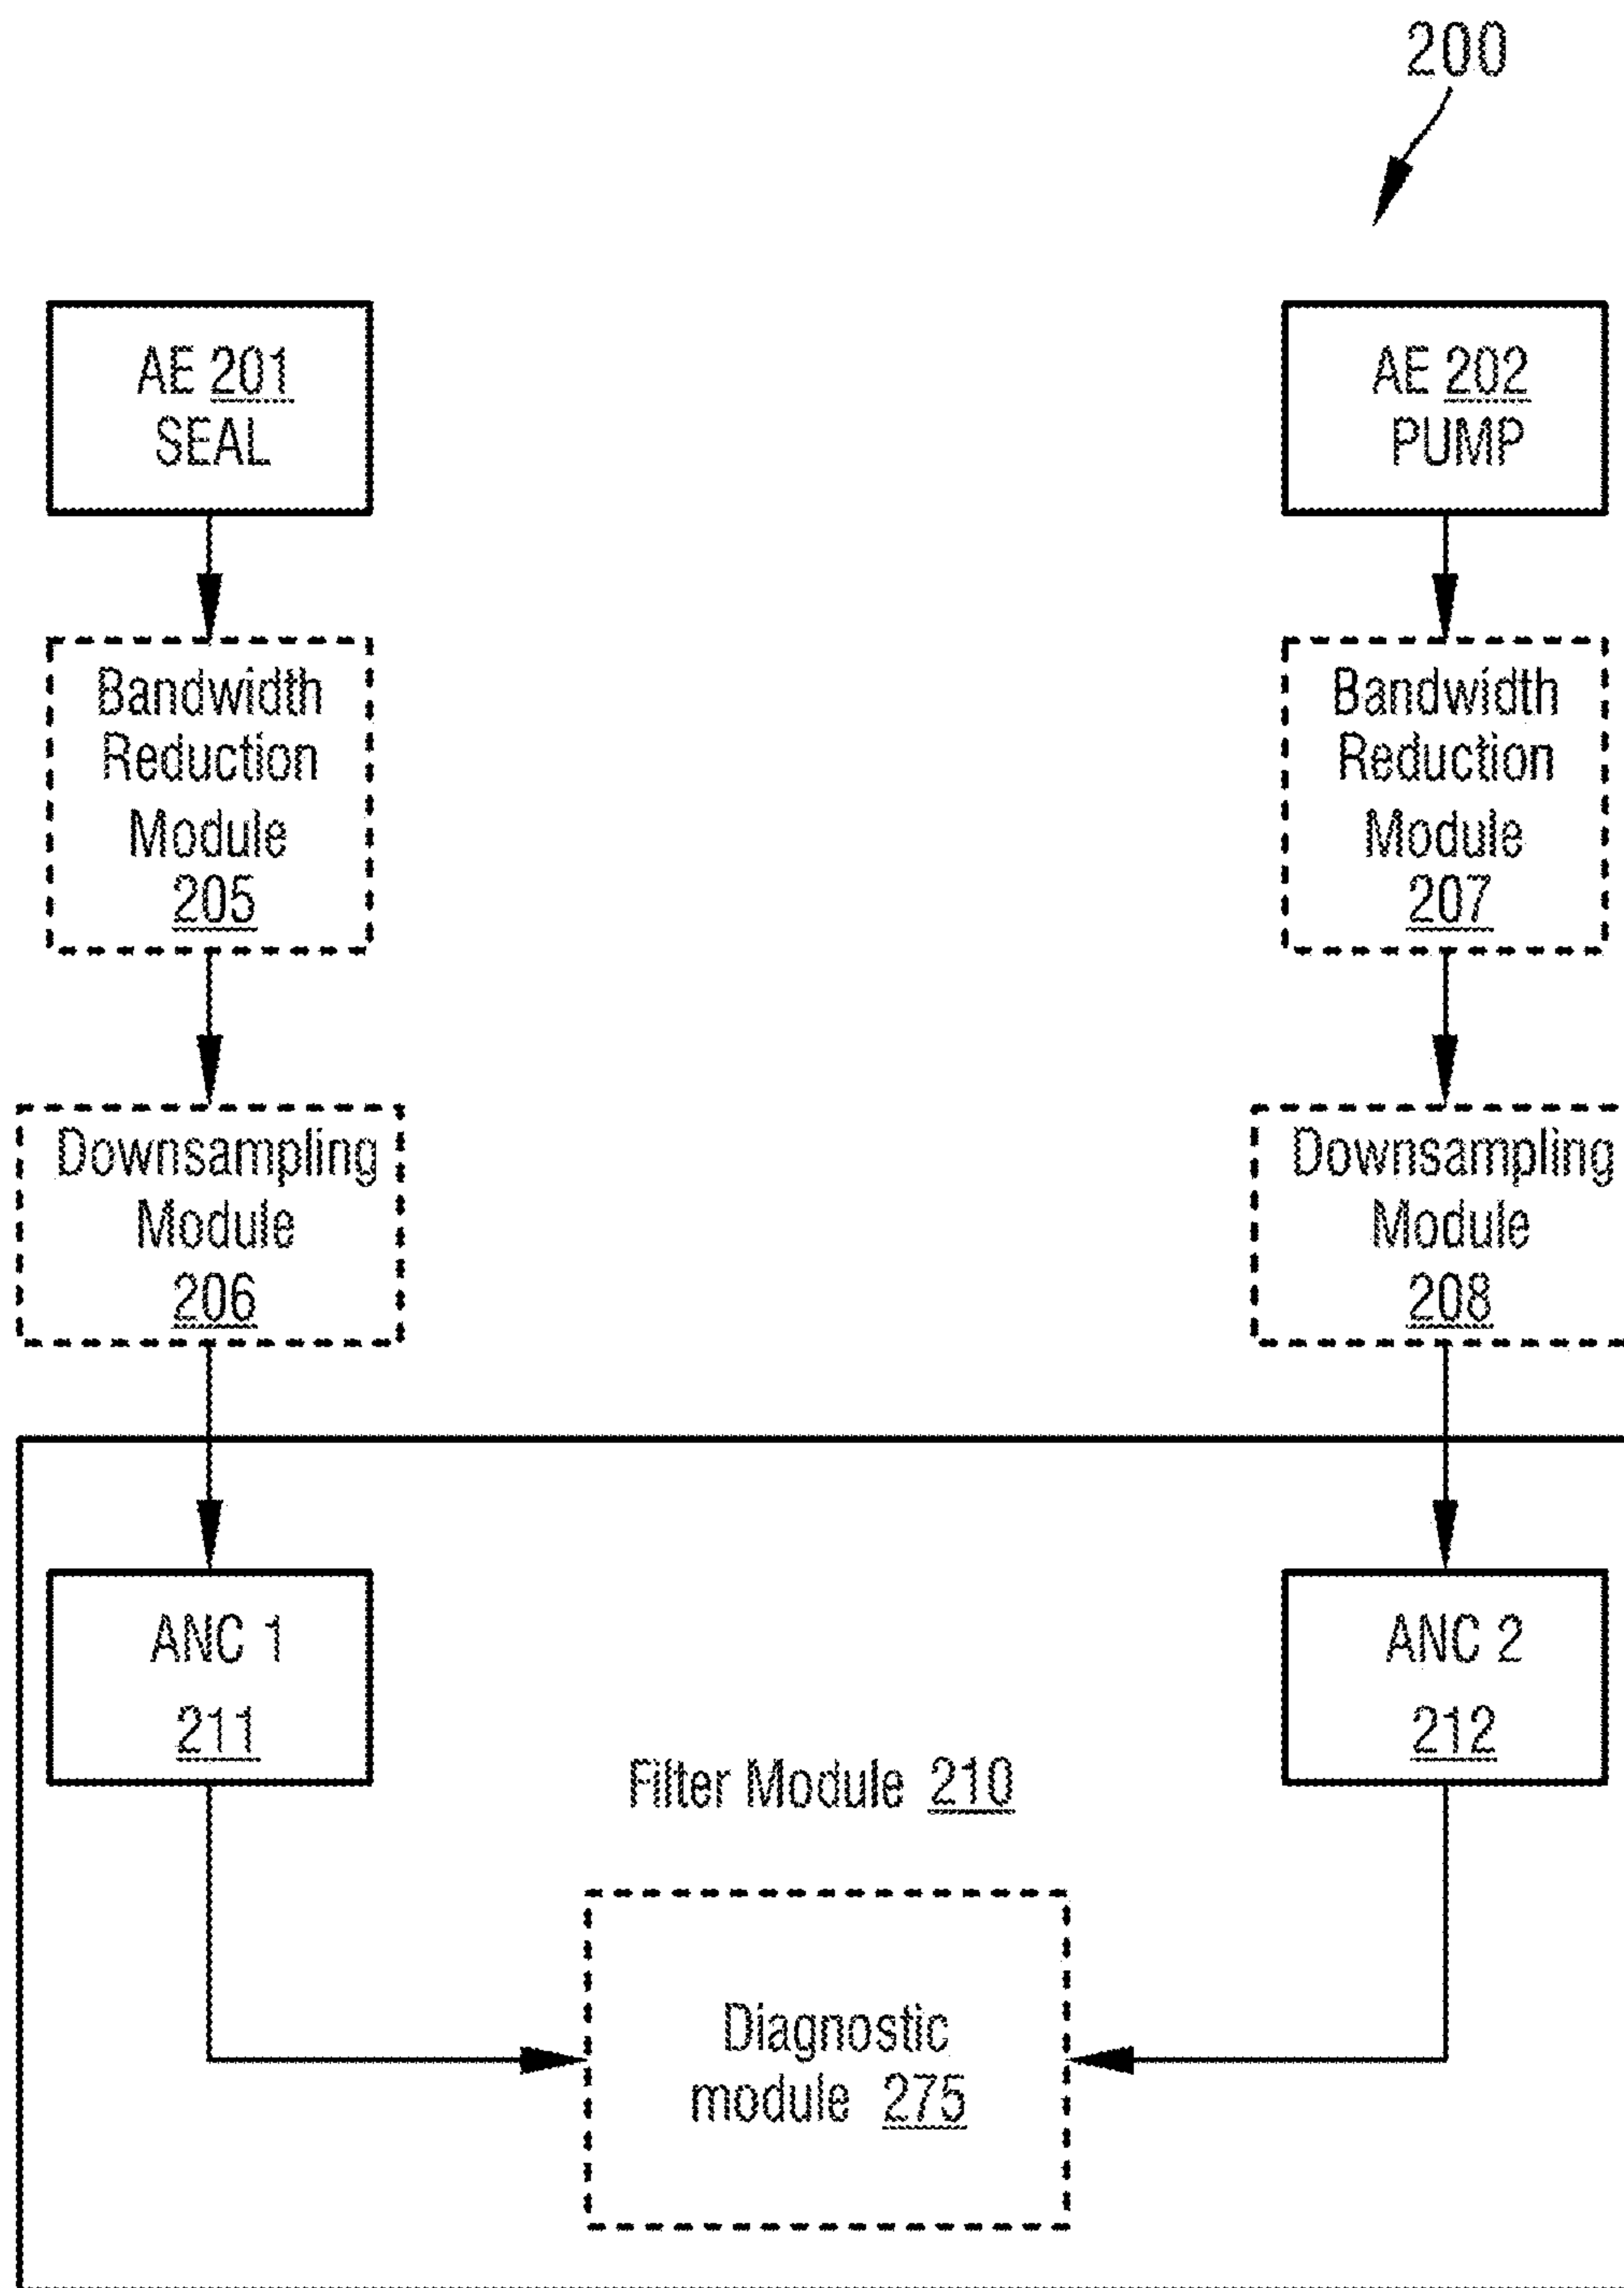 200
AE 201
SEAL
AE 202
PUMP
Bandwidth
Reduction
Module
205
Bandwidth
Reduction
Module
207
Downsampling
Module
206
Downsampling
Module
208
ANC 1
211
ANC 2
212
Filter Module 210
Diagnostic
module 275